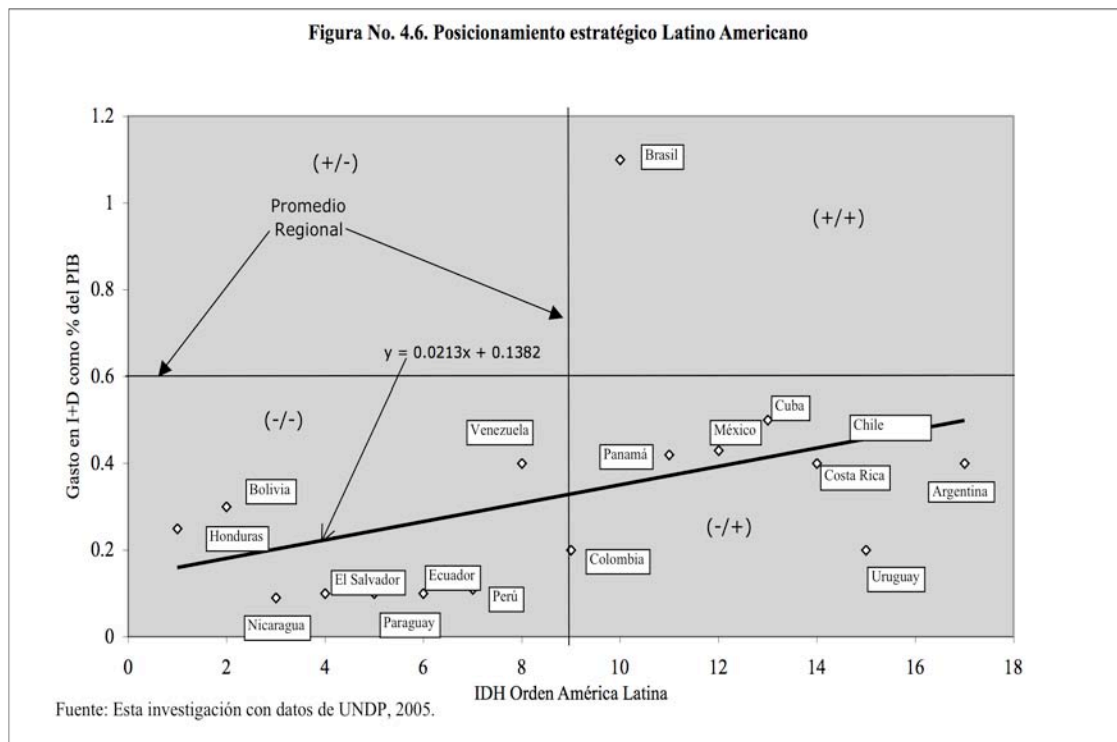 Figura No. 4.6. Posicionamiento estratégico Latino Americano
1.2
1
0.8
0.6
0.4
0.2
0
Gasto en I+D como % del PIB
(+/-)
Brasil
(+/+)
Promedio
Regional
y = 0.0213x + 0.1382
(-/-)
Venezuela
Cuba
México
Chile
Panamá
Costa Rica
Argentina
Bolivia
Honduras
(-/+)
Colombia
Uruguay
El Salvador
Ecuador
Perú
Nicaragua
Paraguay
0 2 4 6 8 10 12 14 16 18
IDH Orden América Latina
Fuente: Esta investigación con datos de UNDP, 2005.